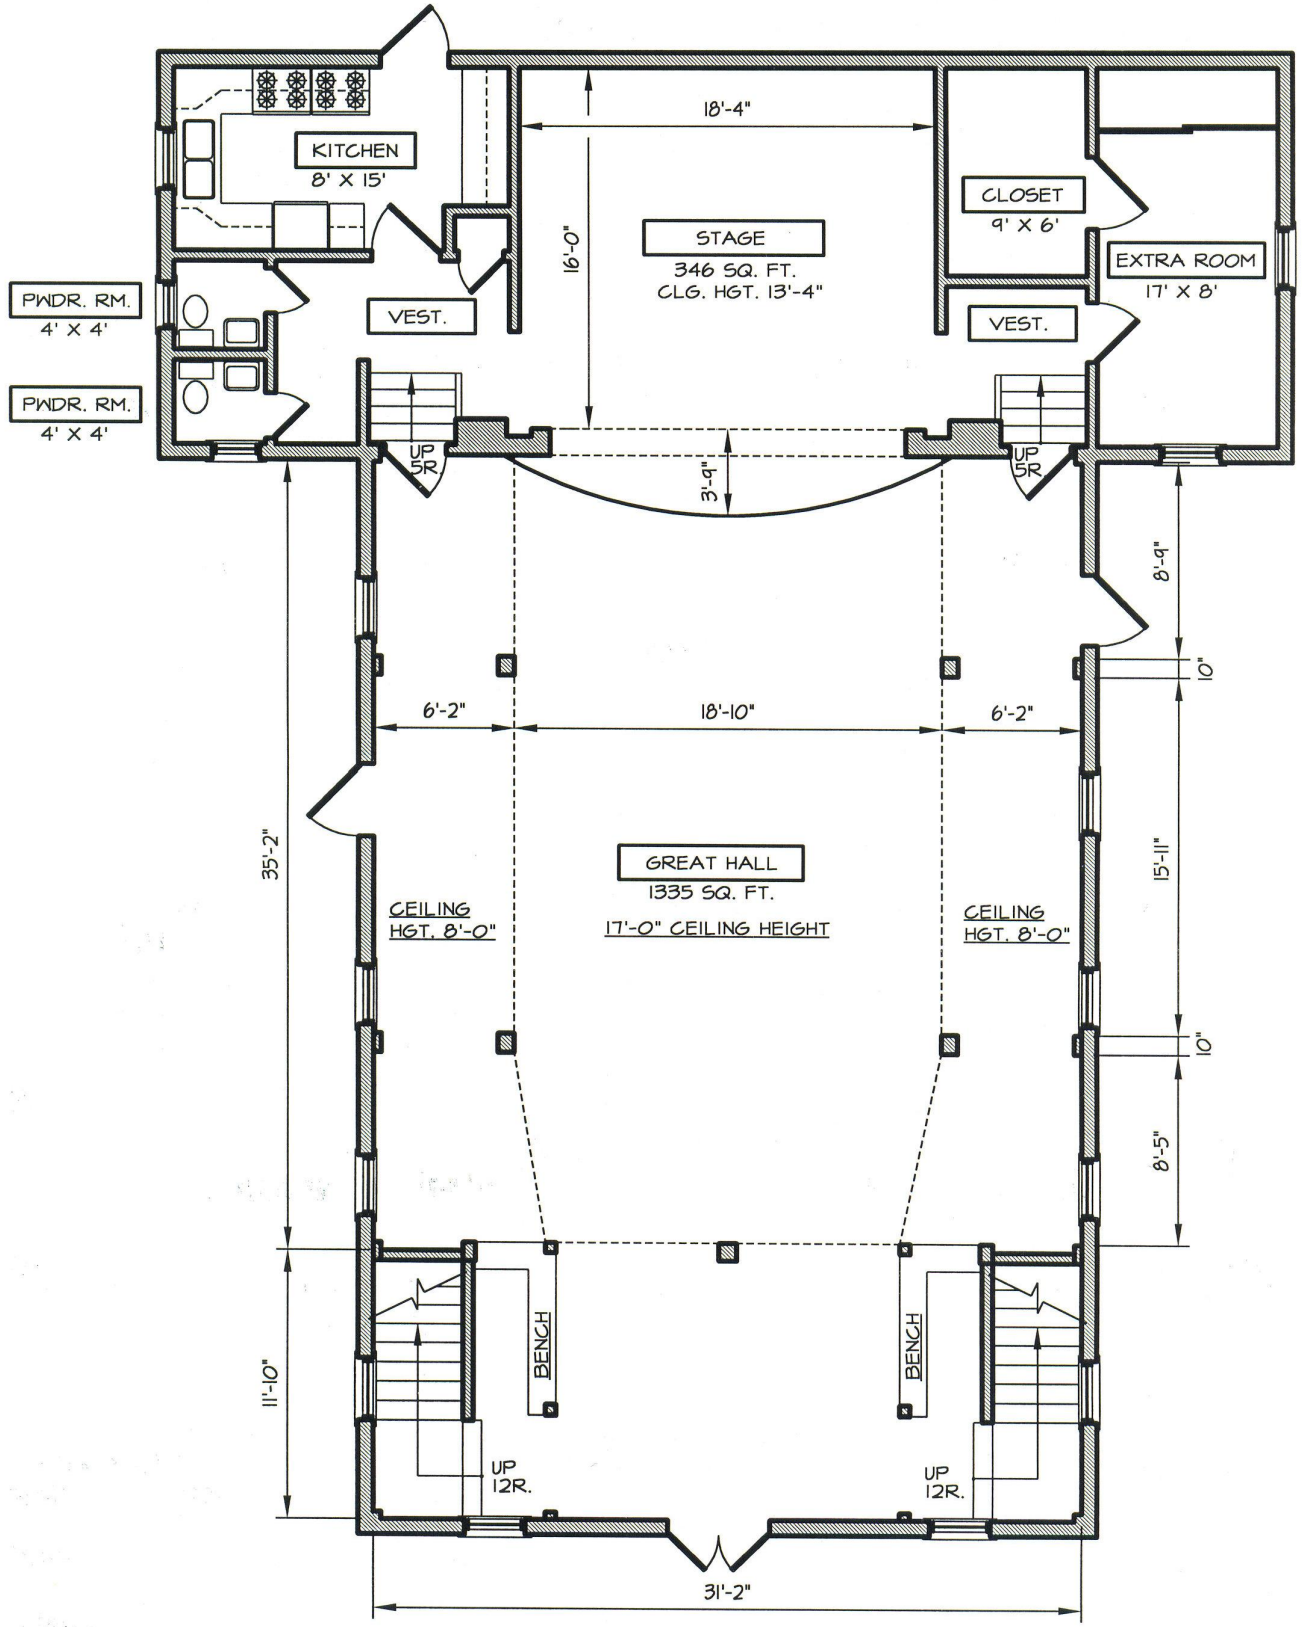 18'-4"
KITCHEN
8' X 15'
CLOSET
9' X 6'
16'-0"
STAGE
346 SQ. FT.
CLG. HGT. 13'-4"
EXTRA ROOM
17' X 8'
PWDR. RM.
4' X 4'
VEST.
VEST.
PWDR. RM.
4' X 4'
UP
5R.
UP
5R
3'-9"
8'-9"
10"
6'-2"
18'-10"
6'-2"
35'-2"
15'-11"
GREAT HALL
1335 SQ. FT.
17'-0" CEILING HEIGHT
CEILING
HGT. 8'-0"
CEILING
HGT. 8'-0"
10"
8'-5"
BENCH
BENCH
11'-10"
UP
12R.
UP
12R.
31'-2"